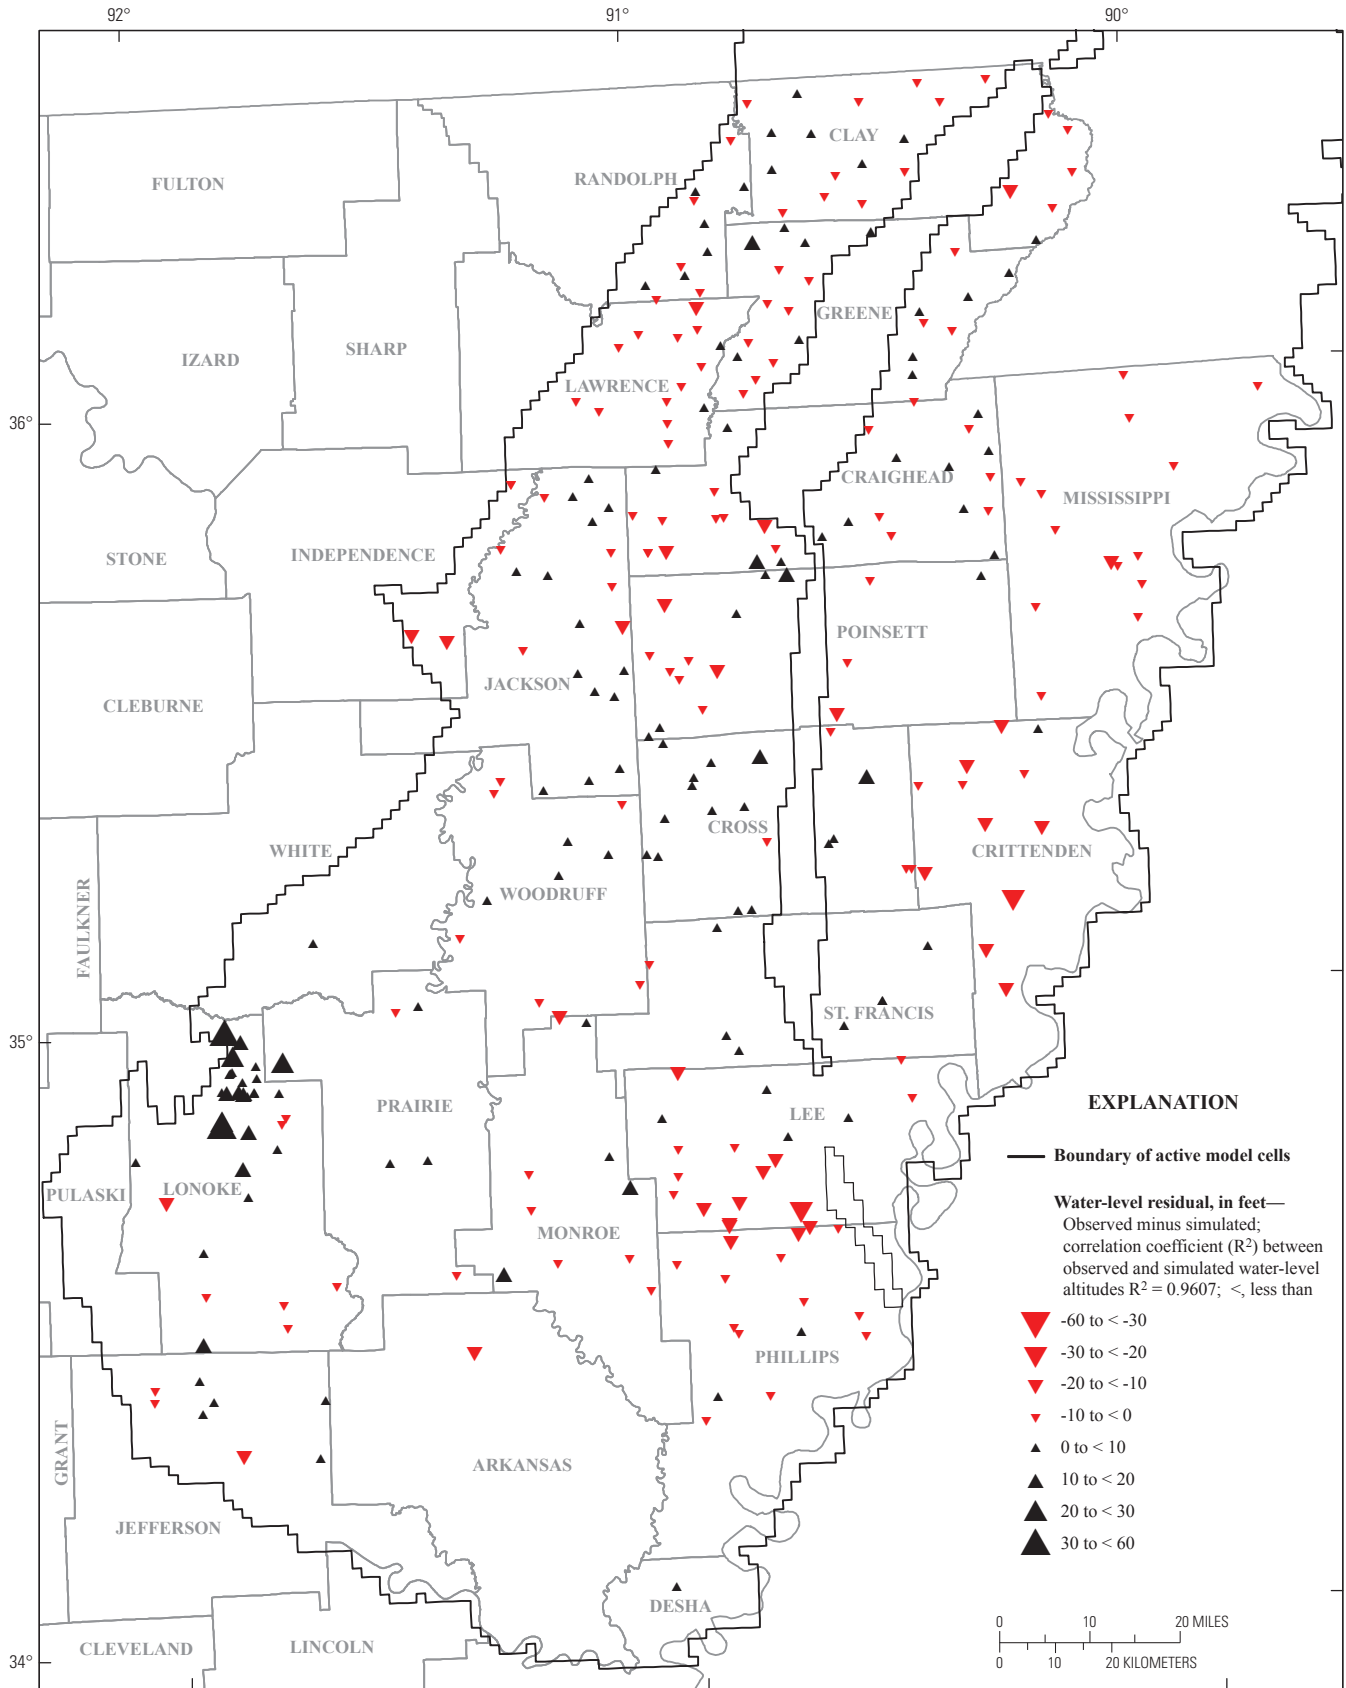 92°
91°
90°
CLAY
FULTON
RANDOLPH
GREENE
IZARD
SHARP
LAWRENCE
36°
CRAIGHEAD
MISSISSIPPI
STONE
INDEPENDENCE
POINSETT
JACKSON
CLEBURNE
CROSS
WHITE
CRITTENDEN
WOODRUFF
FAULKNER
ST. FRANCIS
35°
PRAIRIE
LEE
PULASKI
LONOKE
MONROE
PHILLIPS
GRANT
ARKANSAS
JEFFERSON
DESHA
CLEVELAND
LINCOLN
34°
EXPLANATION
Boundary of active model cells
Water-level residual, in feet—
Observed minus simulated;
correlation coefficient (R²) between
observed and simulated water-level
altitudes R² = 0.9607; <, less than
-60 to < -30
-30 to < -20
-20 to < -10
-10 to < 0
0 to < 10
10 to < 20
20 to < 30
30 to < 60
0 10 20 MILES
0 10 20 KILOMETERS